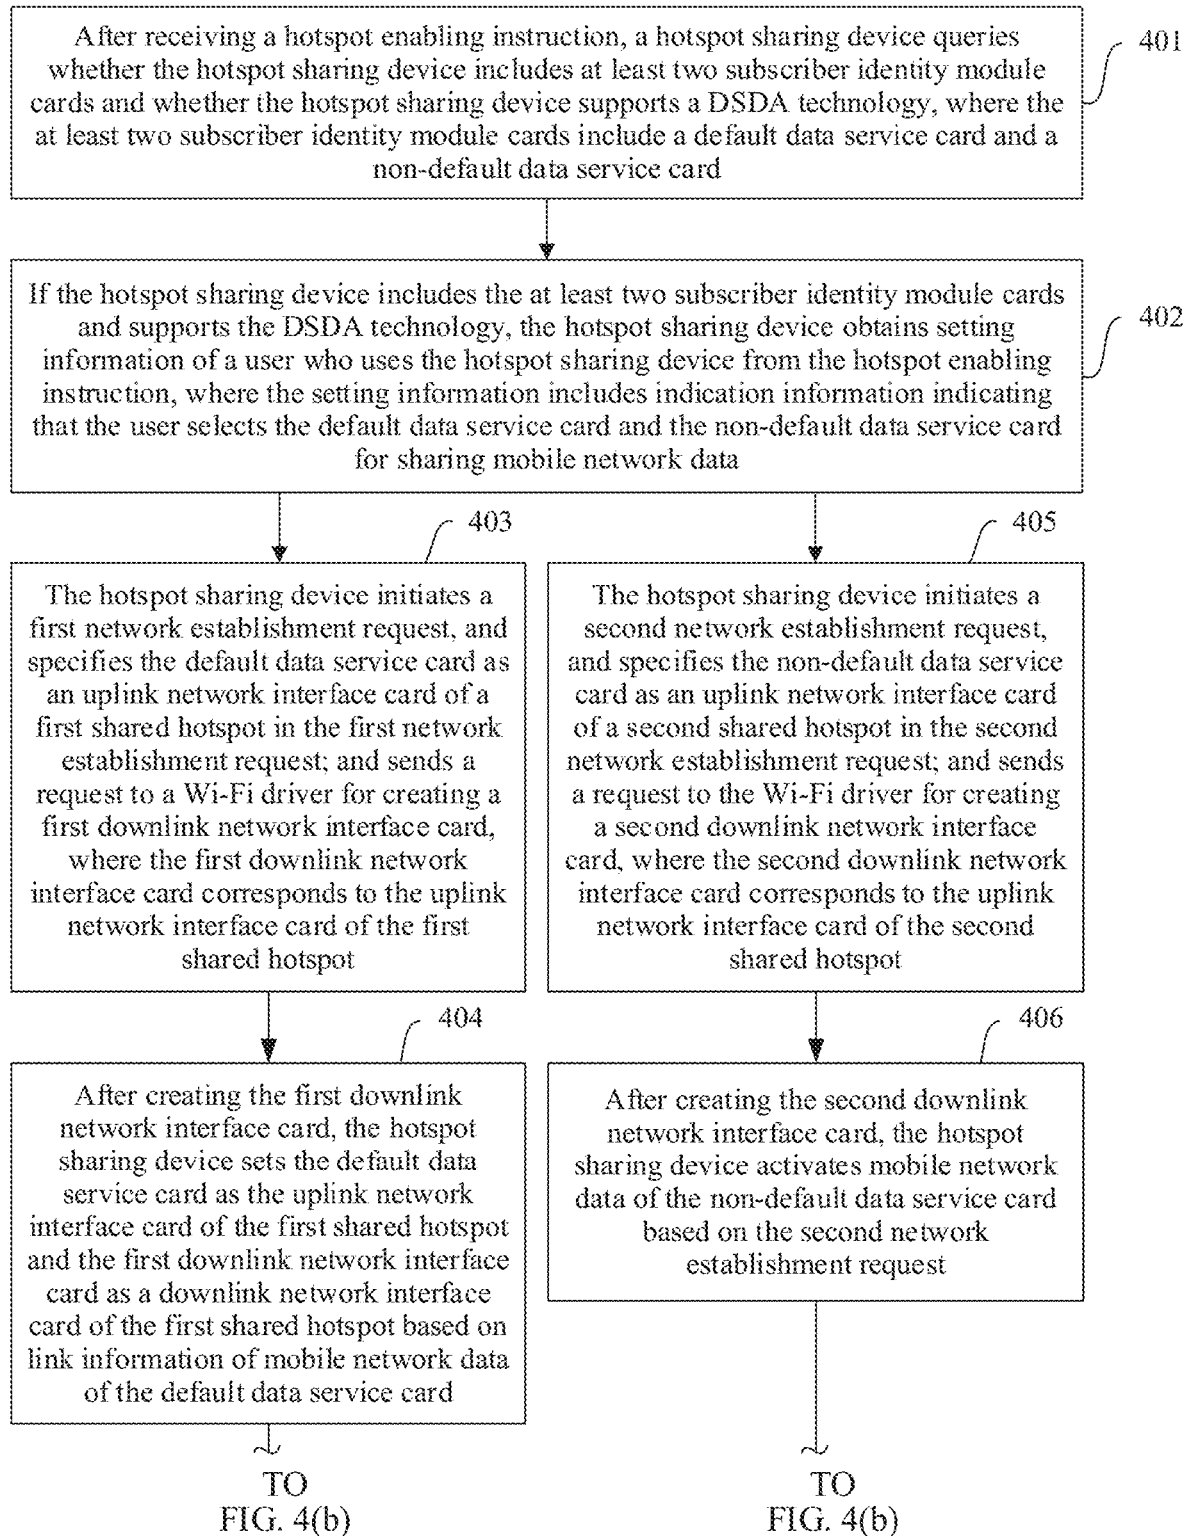 After receiving a hotspot enabling instruction, a hotspot sharing device queries
whether the hotspot sharing device includes at least two subscriber identity module
cards and whether the hotspot sharing device supports a DSDA technology, where the
at least two subscriber identity module cards include a default data service card and a
non-default data service card
401
If the hotspot sharing device includes the at least two subscriber identity module cards
and supports the DSDA technology, the hotspot sharing device obtains setting
information of a user who uses the hotspot sharing device from the hotspot enabling
instruction, where the setting information includes indication information indicating
that the user selects the default data service card and the non-default data service card
for sharing mobile network data
402
403
The hotspot sharing device initiates a
first network establishment request, and
specifies the default data service card as
an uplink network interface card of a
first shared hotspot in the first network
establishment request; and sends a
request to a Wi-Fi driver for creating a
first downlink network interface card,
where the first downlink network
interface card corresponds to the uplink
network interface card of the first
shared hotspot
405
The hotspot sharing device initiates a
second network establishment request,
and specifies the non-default data service
card as an uplink network interface card
of a second shared hotspot in the second
network establishment request; and sends
a request to the Wi-Fi driver for creating
a second downlink network interface
card, where the second downlink network
interface card corresponds to the uplink
network interface card of the second
shared hotspot
404
After creating the first downlink
network interface card, the hotspot
sharing device sets the default data
service card as the uplink network
interface card of the first shared hotspot
and the first downlink network interface
card as a downlink network interface
card of the first shared hotspot based on
link information of mobile network data
of the default data service card
406
After creating the second downlink
network interface card, the hotspot
sharing device activates mobile network
data of the non-default data service card
based on the second network
establishment request
TO
FIG. 4(b)
TO
FIG. 4(b)